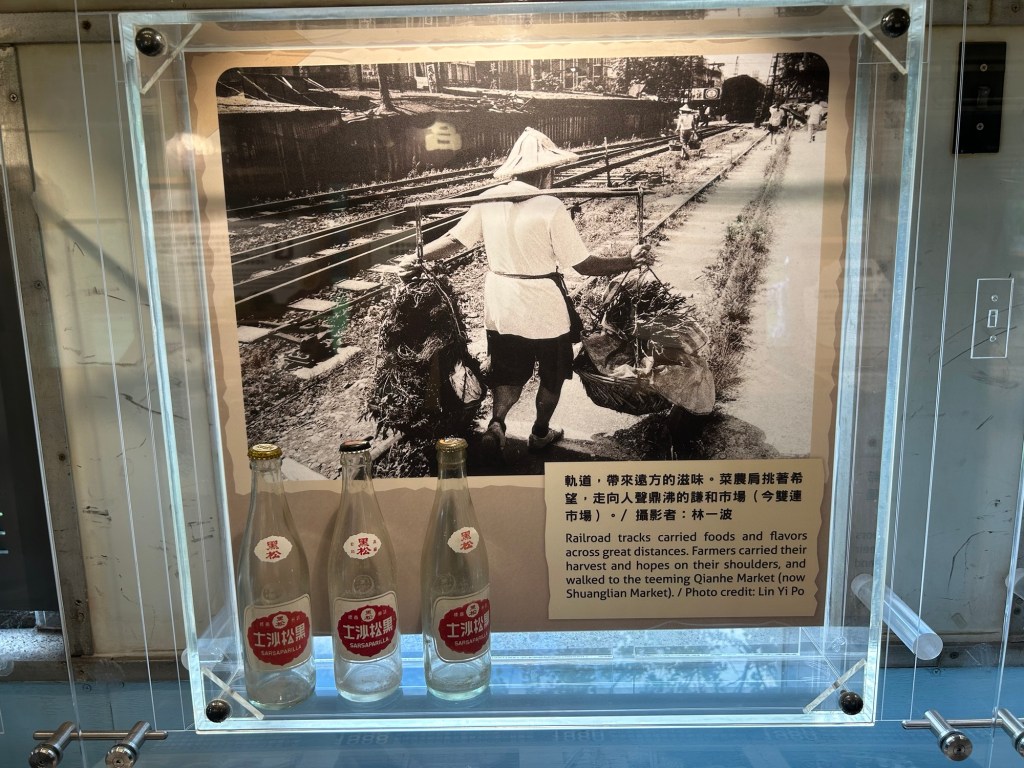 軌道，帶來遠方的滋味。菜農肩挑著希
望，走向人聲鼎沸的謙和市場（今雙連
市場）。/ 攝影者：林一波
Railroad tracks carried foods and flavors
across great distances. Farmers carried their
harvest and hopes on their shoulders, and
walked to the teeming Qianhe Market (now
Shuanglian Market). / Photo credit: Lin Yi Po
黑松
士沙松黑
SARSAPARILLA
黑松
士沙松黑
SARSAPARILLA
黑松
士沙松黑
SARSAPARILLA